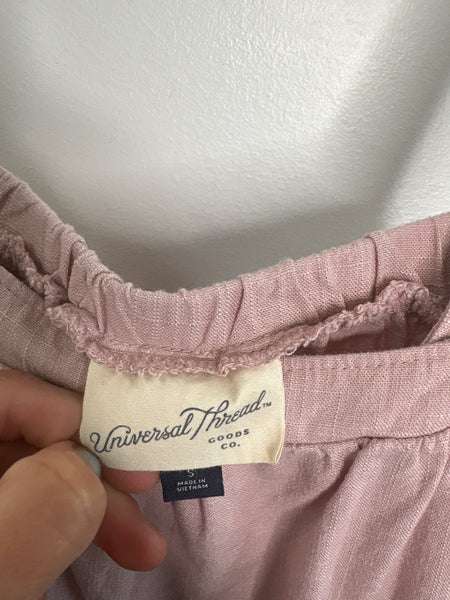 Universal Thread™
GOODS
CO.
S
MADE IN
VIETNAM